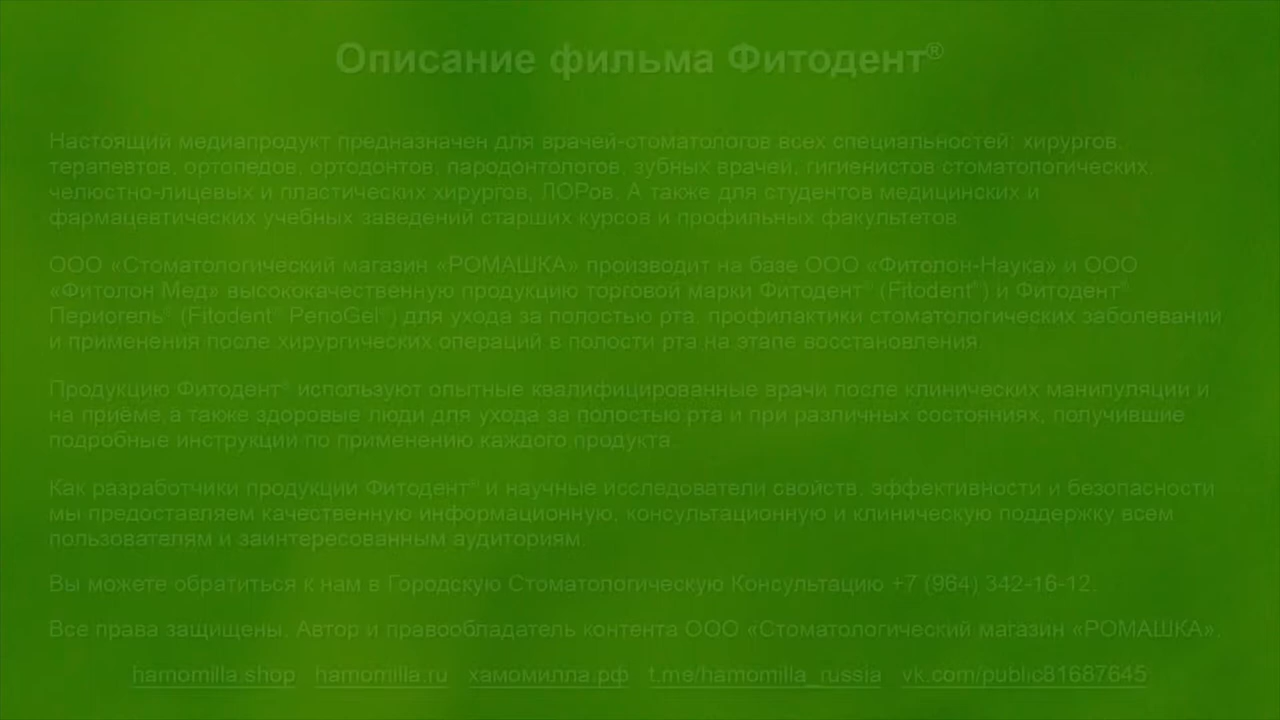 Описание фильма Фитодент®
Настоящий медиапродукт предназначен для врачей-стоматологов всех специальностей: хирургов,
терапевтов, ортопедов, ортодонтов, пародонтологов, зубных врачей, гигиенистов стоматологических,
челюстно-лицевых и пластических хирургов, ЛОРов. А также для студентов медицинских и
фармацевтических учебных заведений старших курсов и профильных факультетов.
ООО «Стоматологический магазин «РОМАШКА» производит на базе ООО «Фитолон-Наука» и ООО
«Фитолон Мед» высококачественную продукцию торговой марки Фитодент® (Fitodent®) и Фитодент®
Периогель® (Fitodent® PerioGel®) для ухода за полостью рта, профилактики стоматологических заболеваний
и применения после хирургических операций в полости рта на этапе восстановления.
Продукцию Фитодент® используют опытные квалифицированные врачи после клинических манипуляции и
на приёме,а также здоровые люди для ухода за полостью рта и при различных состояниях, получившие
подробные инструкции по применению каждого продукта.
Как разработчики продукции Фитодент® и научные исследователи свойств, эффективности и безопасности
мы предоставляем качественную информационную, консультационную и клиническую поддержку всем
пользователям и заинтересованным аудиториям.
Вы можете обратиться к нам в Городскую Стоматологическую Консультацию +7 (964) 342-16-12.
Все права защищены. Автор и правообладатель контента ООО «Стоматологический магазин «РОМАШКА».
hamomilla.shop hamomilla.ru хамомилла.рф t.me/hamomilla_russia vk.com/public81687645